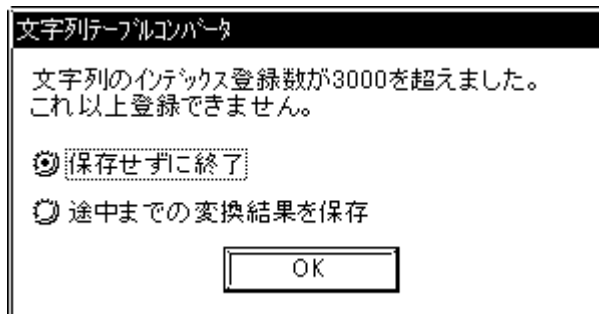 文字列ﾃｰﾌﾞﾙｺﾝﾊﾞｰﾀ
文字列のｲﾝﾃﾞｯｸｽ登録数が3000を超えました。
これ以上登録できません。
保存せずに終了
途中までの変換結果を保存
OK